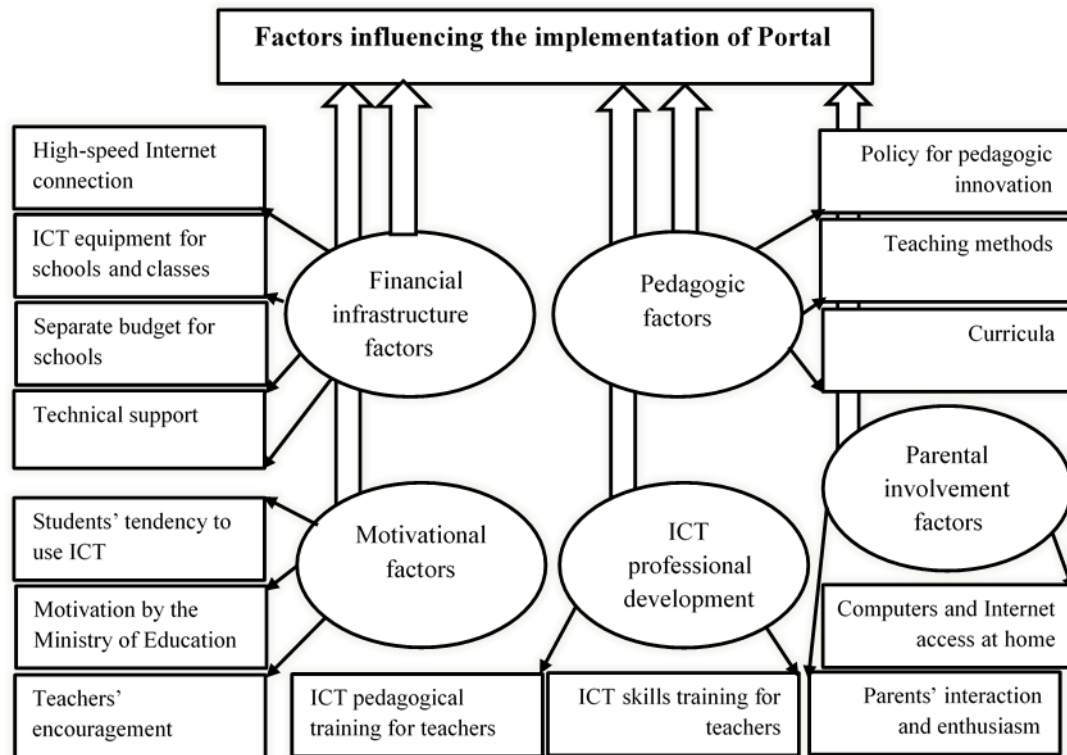 Factors influencing the implementation of Portal
High-speed Internet
connection
ICT equipment for
schools and classes
Separate budget for
schools
Technical support
Financial
infrastructure
factors
Pedagogic
factors
Policy for pedagogic
innovation
Teaching methods
Curricula
Students’ tendency to
use ICT
Motivation by the
Ministry of Education
Teachers’
encouragement
Motivational
factors
ICT
professional
development
Parental
involvement
factors
Computers and Internet
access at home
ICT pedagogical
training for teachers
ICT skills training for
teachers
Parents’ interaction
and enthusiasm